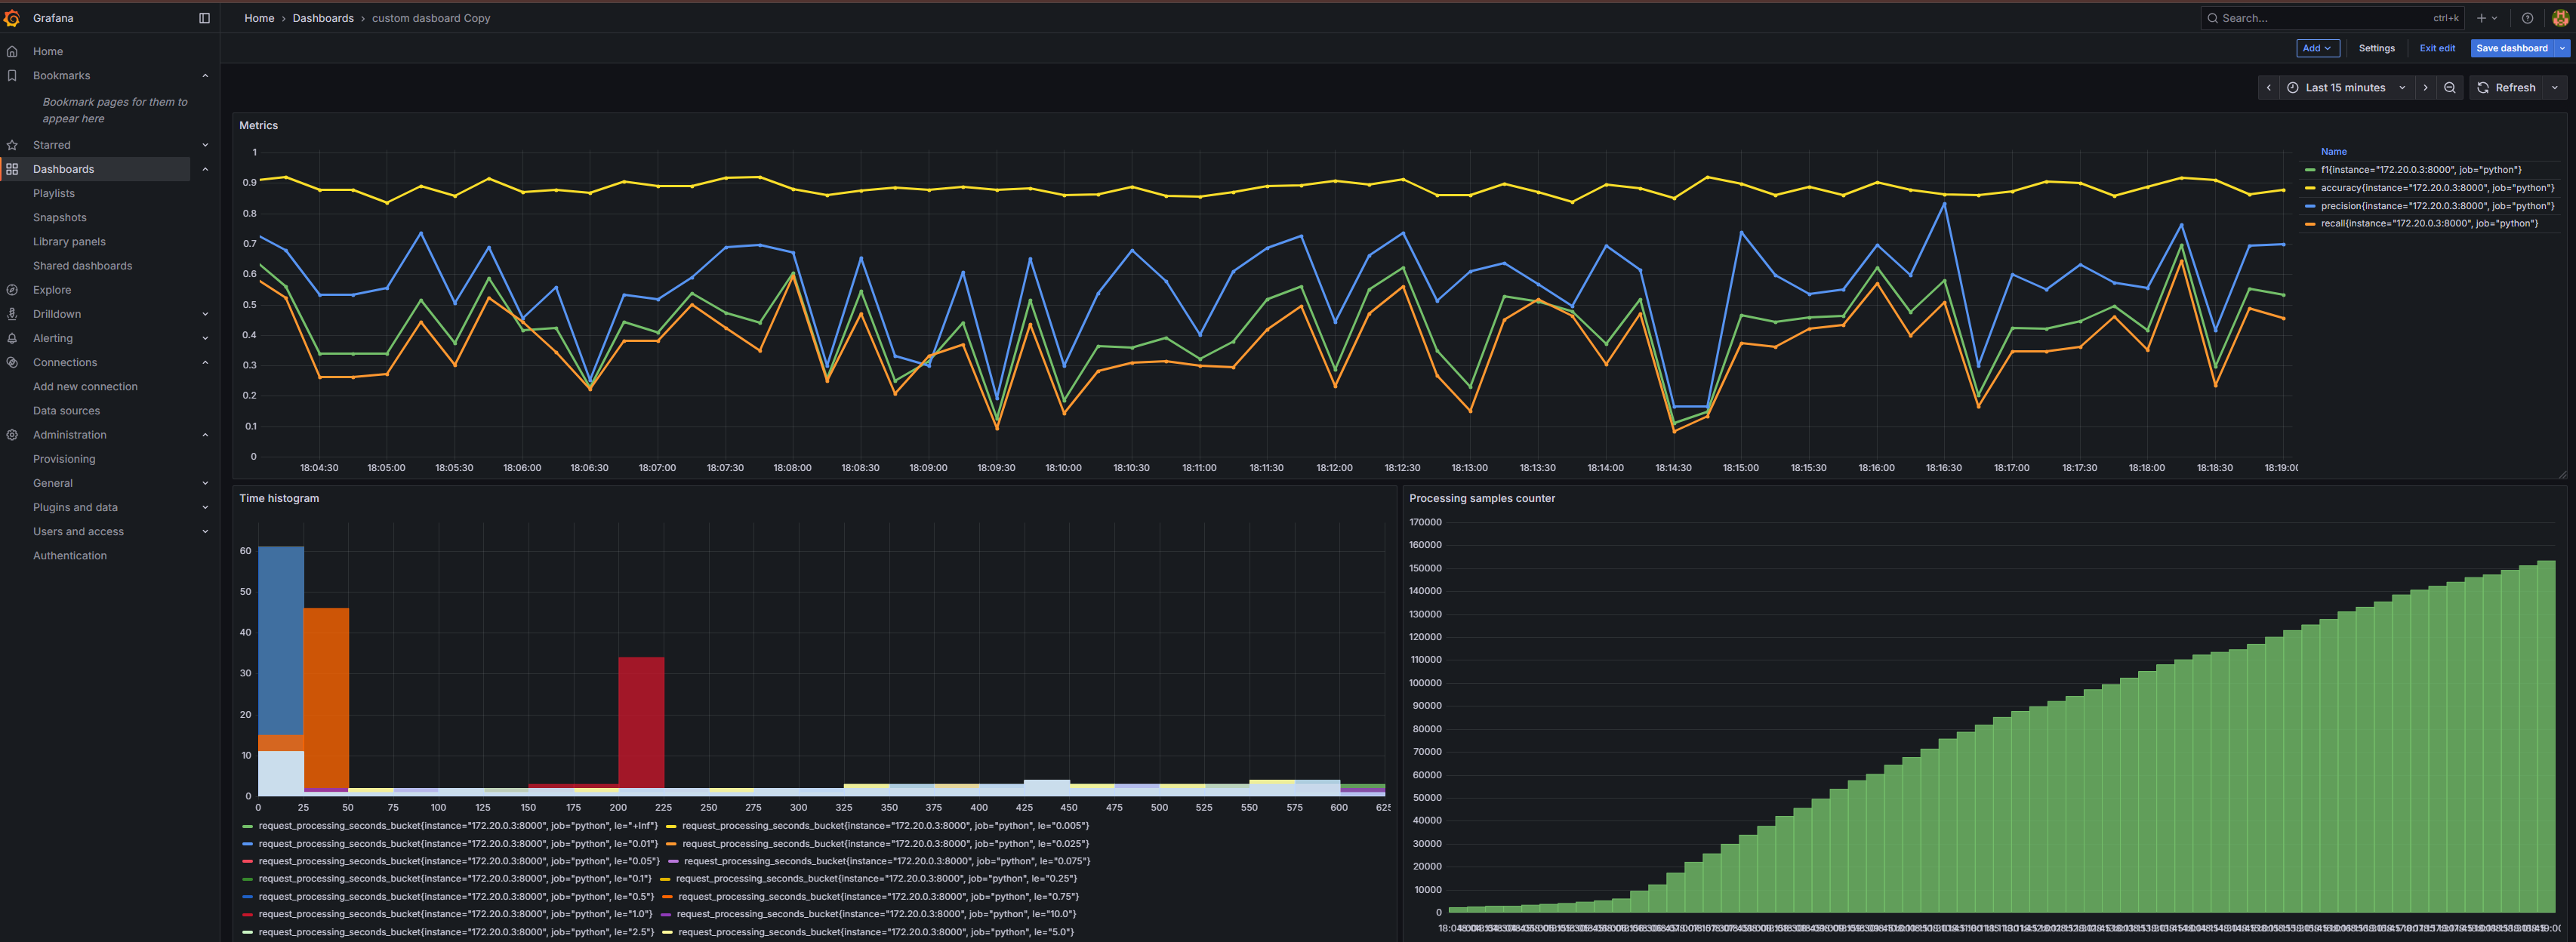 Grafana
Home › Dashboards › custom dasboard Copy
Search...
ctrl+k
Add
Settings
Exit edit
Save dashboard
Last 15 minutes
Refresh
Home
Bookmarks
Bookmark pages for them to
appear here
Starred
Dashboards
Playlists
Snapshots
Library panels
Shared dashboards
Explore
Drilldown
Alerting
Connections
Add new connection
Data sources
Administration
Provisioning
General
Plugins and data
Users and access
Authentication
Metrics
1
0.9
0.8
0.7
0.6
0.5
0.4
0.3
0.2
0.1
0
18:04:30 18:05:00 18:05:30 18:06:00 18:06:30 18:07:00 18:07:30 18:08:00 18:08:30 18:09:00 18:09:30 18:10:00 18:10:30 18:11:00 18:11:30 18:12:00 18:12:30 18:13:00 18:13:30 18:14:00 18:14:30 18:15:00 18:15:30 18:16:00 18:16:30 18:17:00 18:17:30 18:18:00 18:18:30 18:19:0
Name
f1{instance="172.20.0.3:8000", job="python"}
accuracy{instance="172.20.0.3:8000", job="python"}
precision{instance="172.20.0.3:8000", job="python"}
recall{instance="172.20.0.3:8000", job="python"}
Time histogram
60
50
40
30
20
10
0
0 25 50 75 100 125 150 175 200 225 250 275 300 325 350 375 400 425 450 475 500 525 550 575 600 625
request_processing_seconds_bucket{instance="172.20.0.3:8000", job="python", le="+Inf"} request_processing_seconds_bucket{instance="172.20.0.3:8000", job="python", le="0.005"}
request_processing_seconds_bucket{instance="172.20.0.3:8000", job="python", le="0.01"} request_processing_seconds_bucket{instance="172.20.0.3:8000", job="python", le="0.025"}
request_processing_seconds_bucket{instance="172.20.0.3:8000", job="python", le="0.05"} request_processing_seconds_bucket{instance="172.20.0.3:8000", job="python", le="0.075"}
request_processing_seconds_bucket{instance="172.20.0.3:8000", job="python", le="0.1"} request_processing_seconds_bucket{instance="172.20.0.3:8000", job="python", le="0.25"}
request_processing_seconds_bucket{instance="172.20.0.3:8000", job="python", le="0.5"} request_processing_seconds_bucket{instance="172.20.0.3:8000", job="python", le="0.75"}
request_processing_seconds_bucket{instance="172.20.0.3:8000", job="python", le="1.0"} request_processing_seconds_bucket{instance="172.20.0.3:8000", job="python", le="10.0"}
request_processing_seconds_bucket{instance="172.20.0.3:8000", job="python", le="2.5"} request_processing_seconds_bucket{instance="172.20.0.3:8000", job="python", le="5.0"}
Processing samples counter
170000
160000
150000
140000
130000
120000
110000
100000
90000
80000
70000
60000
50000
40000
30000
20000
10000
0